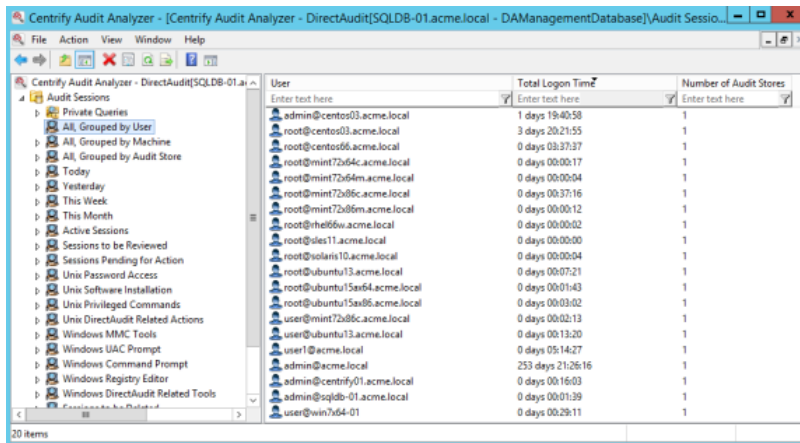 Centrify Audit Analyzer - [Centrify Audit Analyzer - DirectAudit[SQLDB-01.acme.local - DAManagementDatabase]\Audit Sessio...
File Action View Window Help
Centrify Audit Analyzer - DirectAudit[SQLDB-01.a
Audit Sessions
Private Queries
All, Grouped by User
All, Grouped by Machine
All, Grouped by Audit Store
Today
Yesterday
This Week
This Month
Active Sessions
Sessions to be Reviewed
Sessions Pending for Action
Unix Password Access
Unix Software Installation
Unix Privileged Commands
Unix DirectAudit Related Actions
Windows MMC Tools
Windows UAC Prompt
Windows Command Prompt
Windows Registry Editor
Windows DirectAudit Related Tools
User Total Logon Time Number of Audit Stores
Enter text here Enter text here Enter text here
admin@centos03.acme.local 1 days 19:40:58 1
root@centos03.acme.local 3 days 20:21:55 1
root@centos66.acme.local 0 days 03:37:37 1
root@mint72x64c.acme.local 0 days 00:00:17 1
root@mint72x64m.acme.local 0 days 00:00:04 1
root@mint72x86c.acme.local 0 days 00:37:16 1
root@mint72x86m.acme.local 0 days 00:00:12 1
root@rhel66w.acme.local 0 days 00:00:02 1
root@sles11.acme.local 0 days 00:00:00 1
root@solaris10.acme.local 0 days 00:00:04 1
root@ubuntu13.acme.local 0 days 00:07:21 1
root@ubuntu15ax64.acme.local 0 days 00:01:43 1
root@ubuntu15ax86.acme.local 0 days 00:03:02 1
user@mint72x86c.acme.local 0 days 00:02:13 1
user@ubuntu13.acme.local 0 days 00:13:20 1
user1@acme.local 0 days 05:14:27 1
admin@acme.local 253 days 21:26:16 1
admin@centrify01.acme.local 0 days 00:16:03 1
admin@sqldb-01.acme.local 0 days 00:01:39 1
user@win7x64-01 0 days 00:29:11 1
20 items